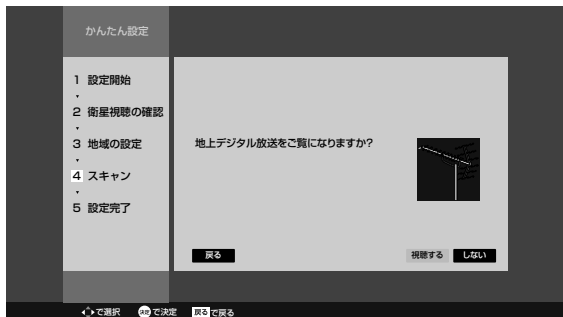 かんたん設定
1 設定開始
2 衛星視聴の確認
3 地域の設定
4 スキャン
5 設定完了
地上デジタル放送をご覧になりますか?
戻る
視聴する しない
で選択 決定 で決定 戻る で戻る